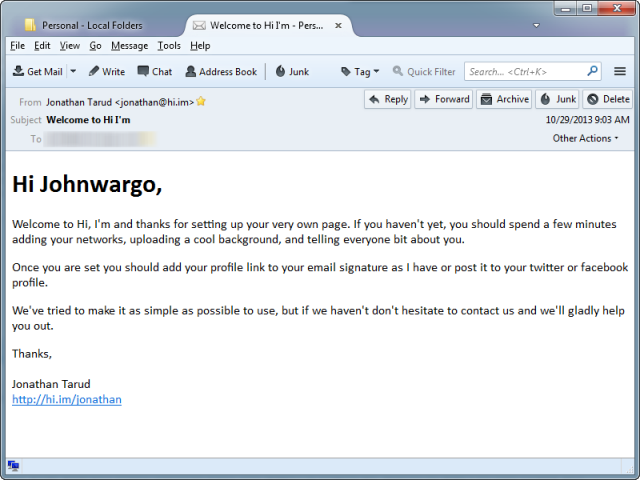 Personal - Local Folders
Welcome to Hi I'm - Pers...
File Edit View Go Message Tools Help
Get Mail Write Chat Address Book Junk Tag Quick Filter Search... <Ctrl+K>
From Jonathan Tarud <jonathan@hi.im> Reply Forward Archive Junk Delete
Subject Welcome to Hi I'm 10/29/2013 9:03 AM
To Other Actions
Hi Johnwargo,
Welcome to Hi, I'm and thanks for setting up your very own page. If you haven't yet, you should spend a few minutes
adding your networks, uploading a cool background, and telling everyone bit about you.
Once you are set you should add your profile link to your email signature as I have or post it to your twitter or facebook
profile.
We've tried to make it as simple as possible to use, but if we haven't don't hesitate to contact us and we'll gladly help
you out.
Thanks,
Jonathan Tarud
http://hi.im/jonathan